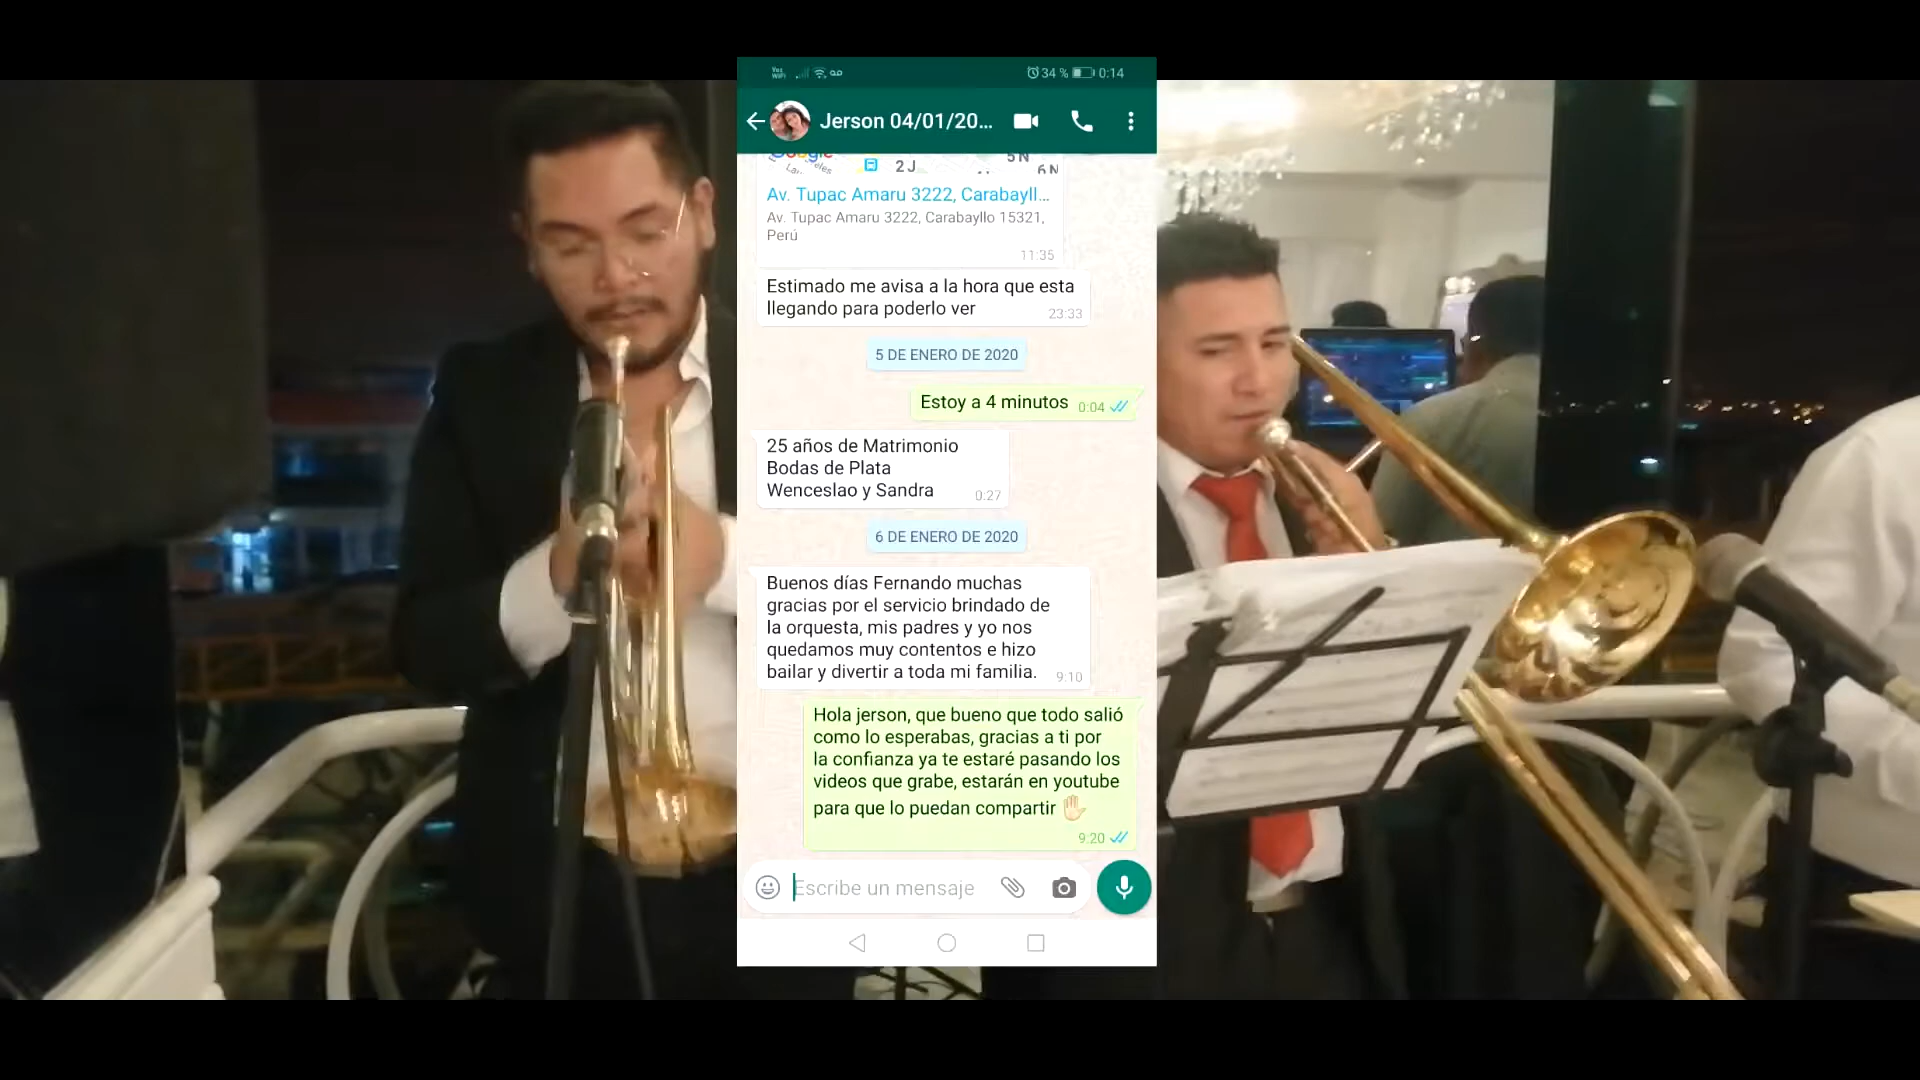 Voz
WiFi
34 %
0:14
Jerson 04/01/20...
Google
2 J
5 N
6 N
Av. Tupac Amaru 3222, Carabayll...
Av. Tupac Amaru 3222, Carabayllo 15321,
Perú
11:35
Estimado me avisa a la hora que esta
llegando para poderlo ver
23:33
5 DE ENERO DE 2020
Estoy a 4 minutos
0:04
25 años de Matrimonio
Bodas de Plata
Wenceslao y Sandra
0:27
6 DE ENERO DE 2020
Buenos días Fernando muchas
gracias por el servicio brindado de
la orquesta, mis padres y yo nos
quedamos muy contentos e hizo
bailar y divertir a toda mi familia.
9:10
Hola jerson, que bueno que todo salió
como lo esperabas, gracias a ti por
la confianza ya te estaré pasando los
videos que grabe, estarán en youtube
para que lo puedan compartir
9:20
Escribe un mensaje